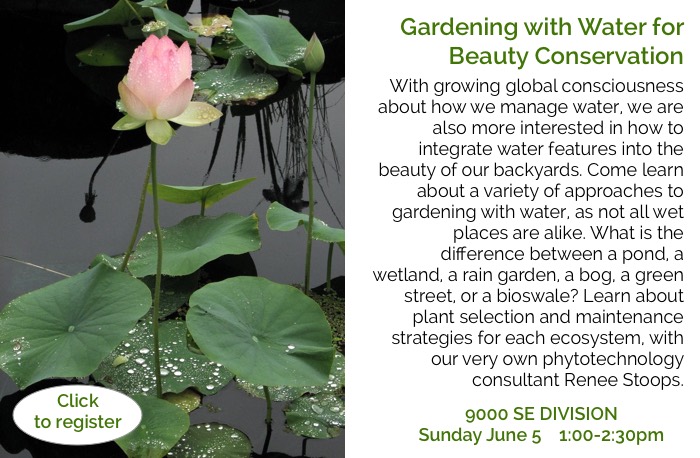 Gardening with Water for
Beauty Conservation
With growing global consciousness
about how we manage water, we are
also more interested in how to
integrate water features into the
beauty of our backyards. Come learn
about a variety of approaches to
gardening with water, as not all wet
places are alike. What is the
difference between a pond, a
wetland, a rain garden, a bog, a green
street, or a bioswale? Learn about
plant selection and maintenance
strategies for each ecosystem, with
our very own phytotechnology
consultant Renee Stoops.
9000 SE DIVISION
Sunday June 5 1:00-2:30pm
Click
to register